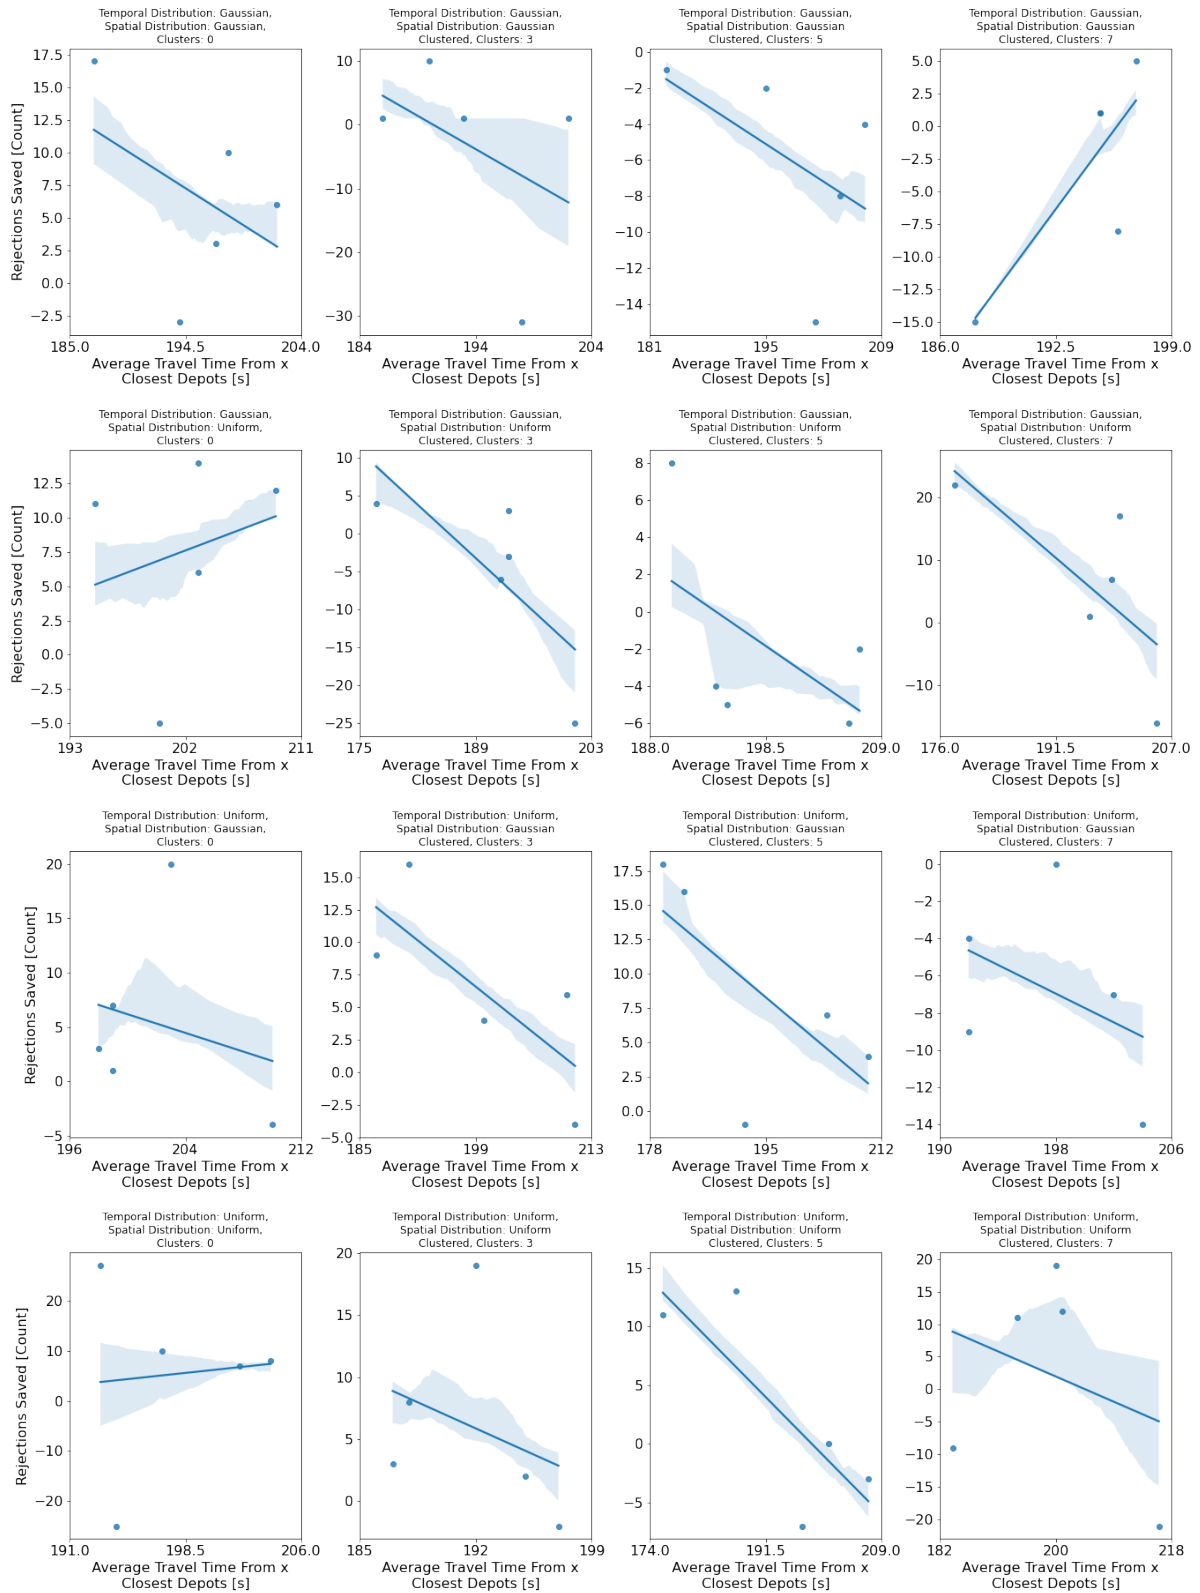 Temporal Distribution: Gaussian,
Spatial Distribution: Gaussian,
Clusters: 0
17.5
15.0
12.5
10.0
7.5
5.0
2.5
0.0
−2.5
Rejections Saved [Count]
185.0 194.5 204.0
Average Travel Time From x
Closest Depots [s]
Temporal Distribution: Gaussian,
Spatial Distribution: Gaussian
Clustered, Clusters: 3
10
0
−10
−20
−30
184 194 204
Average Travel Time From x
Closest Depots [s]
Temporal Distribution: Gaussian,
Spatial Distribution: Gaussian
Clustered, Clusters: 5
0
−2
−4
−6
−8
−10
−12
−14
181 195 209
Average Travel Time From x
Closest Depots [s]
Temporal Distribution: Gaussian,
Spatial Distribution: Gaussian
Clustered, Clusters: 7
5.0
2.5
0.0
−2.5
−5.0
−7.5
−10.0
−12.5
−15.0
186.0 192.5 199.0
Average Travel Time From x
Closest Depots [s]
Temporal Distribution: Gaussian,
Spatial Distribution: Uniform,
Clusters: 0
12.5
10.0
7.5
5.0
2.5
0.0
−2.5
−5.0
Rejections Saved [Count]
193 202 211
Average Travel Time From x
Closest Depots [s]
Temporal Distribution: Gaussian,
Spatial Distribution: Uniform
Clustered, Clusters: 3
10
5
0
−5
−10
−15
−20
−25
175 189 203
Average Travel Time From x
Closest Depots [s]
Temporal Distribution: Gaussian,
Spatial Distribution: Uniform
Clustered, Clusters: 5
8
6
4
2
0
−2
−4
−6
188.0 198.5 209.0
Average Travel Time From x
Closest Depots [s]
Temporal Distribution: Gaussian,
Spatial Distribution: Uniform
Clustered, Clusters: 7
20
10
0
−10
176.0 191.5 207.0
Average Travel Time From x
Closest Depots [s]
Temporal Distribution: Uniform,
Spatial Distribution: Gaussian,
Clusters: 0
20
15
10
5
0
−5
Rejections Saved [Count]
196 204 212
Average Travel Time From x
Closest Depots [s]
Temporal Distribution: Uniform,
Spatial Distribution: Gaussian
Clustered, Clusters: 3
15.0
12.5
10.0
7.5
5.0
2.5
0.0
−2.5
−5.0
185 199 213
Average Travel Time From x
Closest Depots [s]
Temporal Distribution: Uniform,
Spatial Distribution: Gaussian
Clustered, Clusters: 5
17.5
15.0
12.5
10.0
7.5
5.0
2.5
0.0
178 195 212
Average Travel Time From x
Closest Depots [s]
Temporal Distribution: Uniform,
Spatial Distribution: Gaussian
Clustered, Clusters: 7
0
−2
−4
−6
−8
−10
−12
−14
190 198 206
Average Travel Time From x
Closest Depots [s]
Temporal Distribution: Uniform,
Spatial Distribution: Uniform,
Clusters: 0
20
10
0
−10
−20
Rejections Saved [Count]
191.0 198.5 206.0
Average Travel Time From x
Closest Depots [s]
Temporal Distribution: Uniform,
Spatial Distribution: Uniform
Clustered, Clusters: 3
20
15
10
5
0
185 192 199
Average Travel Time From x
Closest Depots [s]
Temporal Distribution: Uniform,
Spatial Distribution: Uniform
Clustered, Clusters: 5
15
10
5
0
−5
174.0 191.5 209.0
Average Travel Time From x
Closest Depots [s]
Temporal Distribution: Uniform,
Spatial Distribution: Uniform
Clustered, Clusters: 7
20
15
10
5
0
−5
−10
−15
−20
182 200 218
Average Travel Time From x
Closest Depots [s]